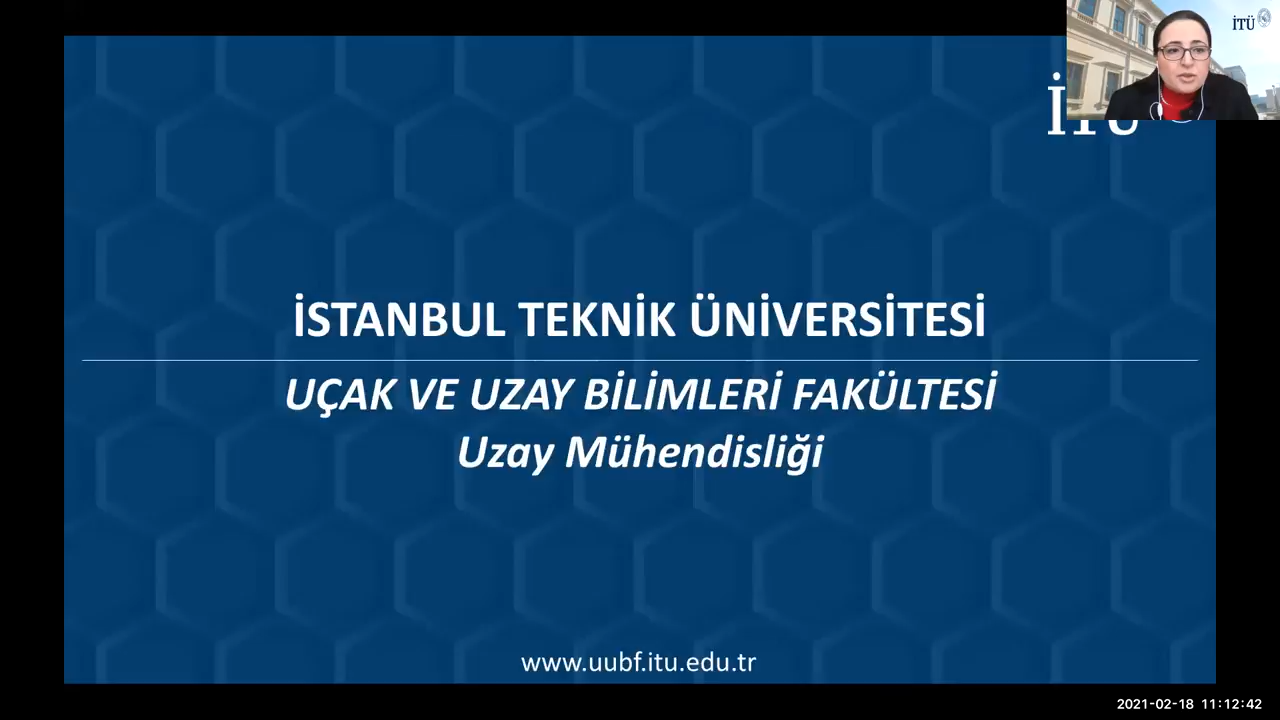 İTÜ
İTÜ
İSTANBUL TEKNİK ÜNİVERSİTESİ
UÇAK VE UZAY BİLİMLERİ FAKÜLTESİ
Uzay Mühendisliği
www.uubf.itu.edu.tr
2021-02-18 11:12:42